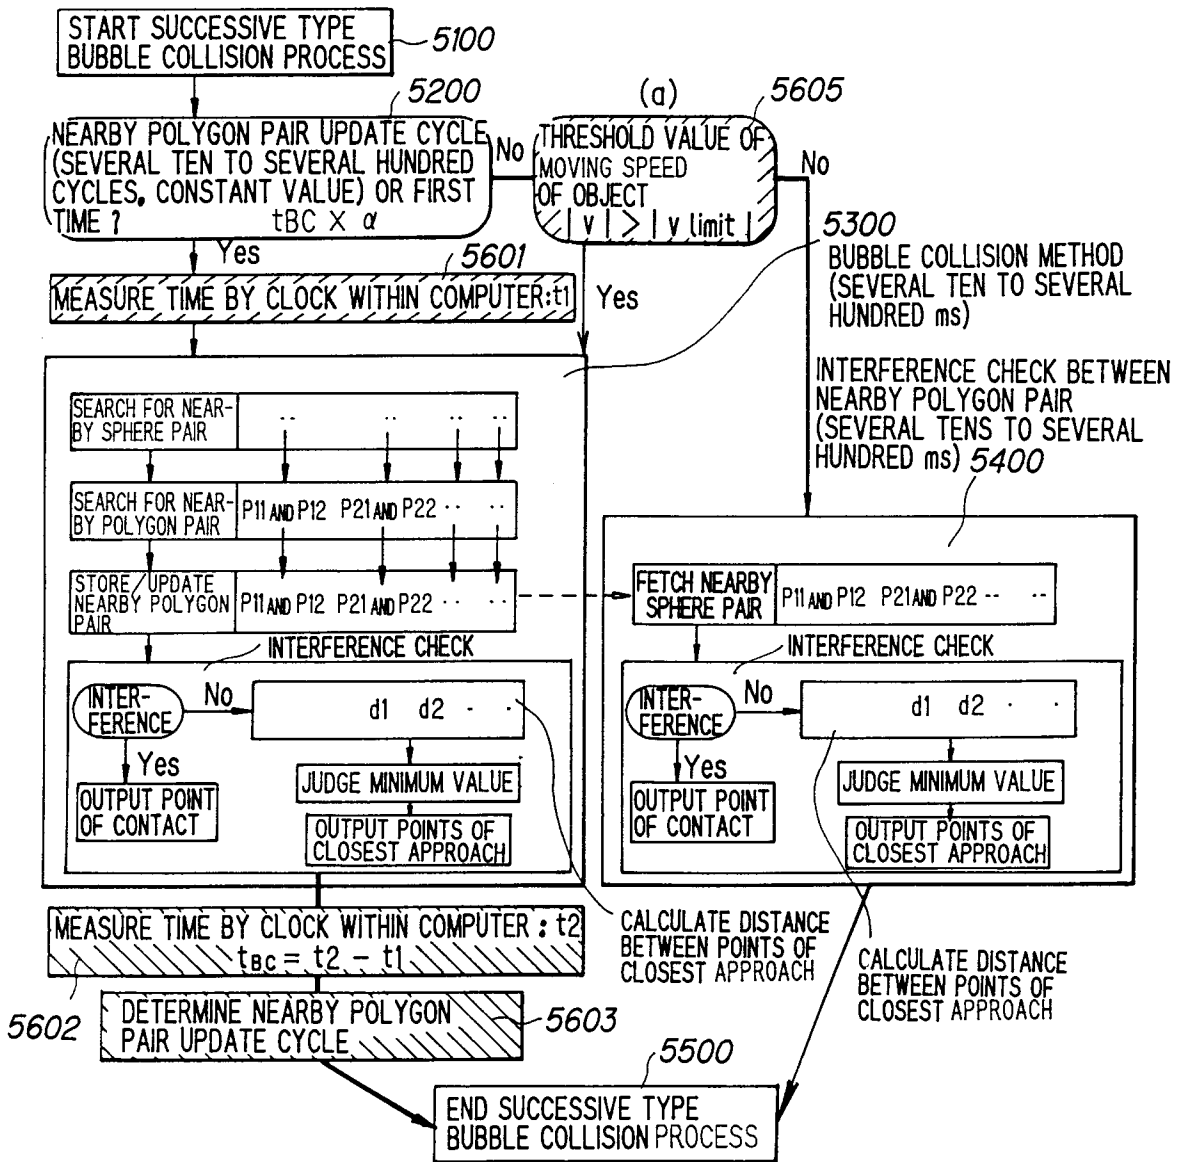 START SUCCESSIVE TYPE
BUBBLE COLLISION PROCESS
5100
5200
NEARBY POLYGON PAIR UPDATE CYCLE
(SEVERAL TEN TO SEVERAL HUNDRED
CYCLES, CONSTANT VALUE) OR FIRST
TIME ? tBC X α
No
Yes
(a)
5605
THRESHOLD VALUE OF
MOVING SPEED
OF OBJECT
| v | > | v limit |
No
Yes
5601
MEASURE TIME BY CLOCK WITHIN COMPUTER:t1
5300
BUBBLE COLLISION METHOD
(SEVERAL TEN TO SEVERAL
HUNDRED ms)
INTERFERENCE CHECK BETWEEN
NEARBY POLYGON PAIR
(SEVERAL TENS TO SEVERAL
HUNDRED ms) 5400
SEARCH FOR NEAR-
BY SPHERE PAIR
·· ·· ·· ··
SEARCH FOR NEAR-
BY POLYGON PAIR
P11 AND P12 P21 AND P22 ·· ··
STORE/UPDATE
NEARBY POLYGON
PAIR
P11 AND P12 P21 AND P22 ·· ··
INTERFERENCE CHECK
INTER-
FERENCE
No
d1 d2 · ·
Yes
OUTPUT POINT
OF CONTACT
JUDGE MINIMUM VALUE
OUTPUT POINTS OF
CLOSEST APPROACH
FETCH NEARBY
SPHERE PAIR
P11 AND P12 P21 AND P22 -- --
INTERFERENCE CHECK
INTER-
FERENCE
No
d1 d2 · ·
Yes
OUTPUT POINT
OF CONTACT
JUDGE MINIMUM VALUE
OUTPUT POINTS OF
CLOSEST APPROACH
MEASURE TIME BY CLOCK WITHIN COMPUTER : t2
tBC = t2 - t1
5602
CALCULATE DISTANCE
BETWEEN POINTS OF
CLOSEST APPROACH
CALCULATE DISTANCE
BETWEEN POINTS OF
CLOSEST APPROACH
DETERMINE NEARBY POLYGON
PAIR UPDATE CYCLE
5603
5500
END SUCCESSIVE TYPE
BUBBLE COLLISION PROCESS